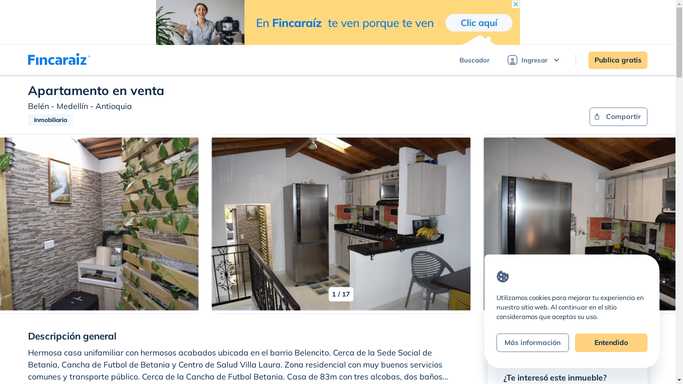 En Fincaraíz te ven porque te ven
Clic aquí
Fincaraiz
Buscador
Ingresar
Publica gratis
Apartamento en venta
Belén - Medellín - Antioquia
Inmobiliaria
Compartir
1 / 17
Utilizamos cookies para mejorar tu experiencia en
nuestro sitio web. Al continuar en el sitio
consideramos que aceptas su uso.
Más información
Entendido
Descripción general
Hermosa casa unifamiliar con hermosos acabados ubicada en el barrio Belencito. Cerca de la Sede Social de
Betania, Cancha de Futbol de Betania y Centro de Salud Villa Laura. Zona residencial con muy buenos servicios
comunes y transporte público. Cerca de la Cancha de Futbol Betania. Casa de 83m con tres alcobas, dos baños...
¿Te interesó este inmueble?